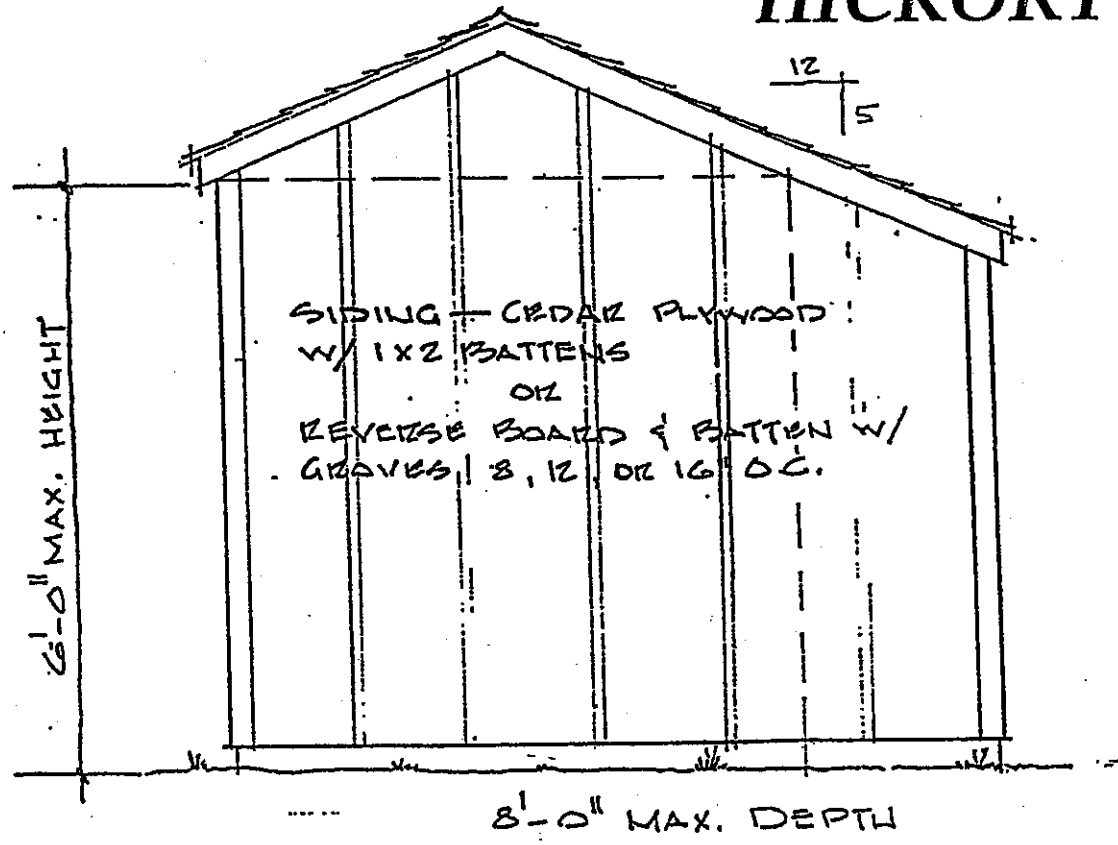 HICKORY
12
5
SIDING - CEDAR PLYWOOD
W/ 1X2 BATTENS
OR
REVERSE BOARD & BATTEN W/
GROVES, 8, 12, OR 16 O.C.
6'-0" MAX. HEIGHT
8'-0" MAX. DEPTH